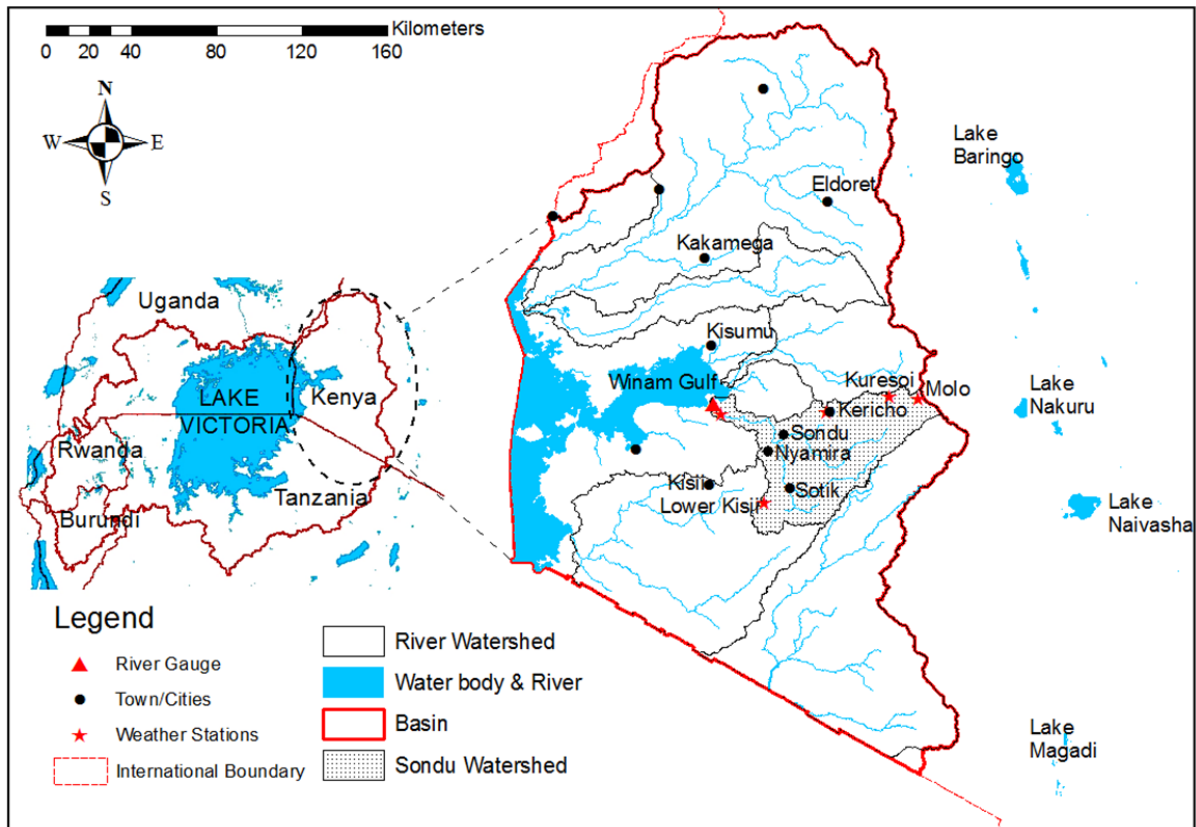 Kilometers
0 20 40 80 120 160
N
W E
S
Lake
Baringo
Eldoret
Kakamega
Uganda
Kisumu
Winam Gulf
Kuresoi
Molo
Lake
Nakuru
Kericho
LAKE
VICTORIA
Kenya
Sondu
Nyamira
Rwanda
Kisii
Sotik
Lower Kisii
Tanzania
Burundi
Lake
Naivasha
Legend
River Gauge
Town/Cities
Weather Stations
International Boundary
River Watershed
Water body & River
Basin
Sondu Watershed
Lake
Magadi